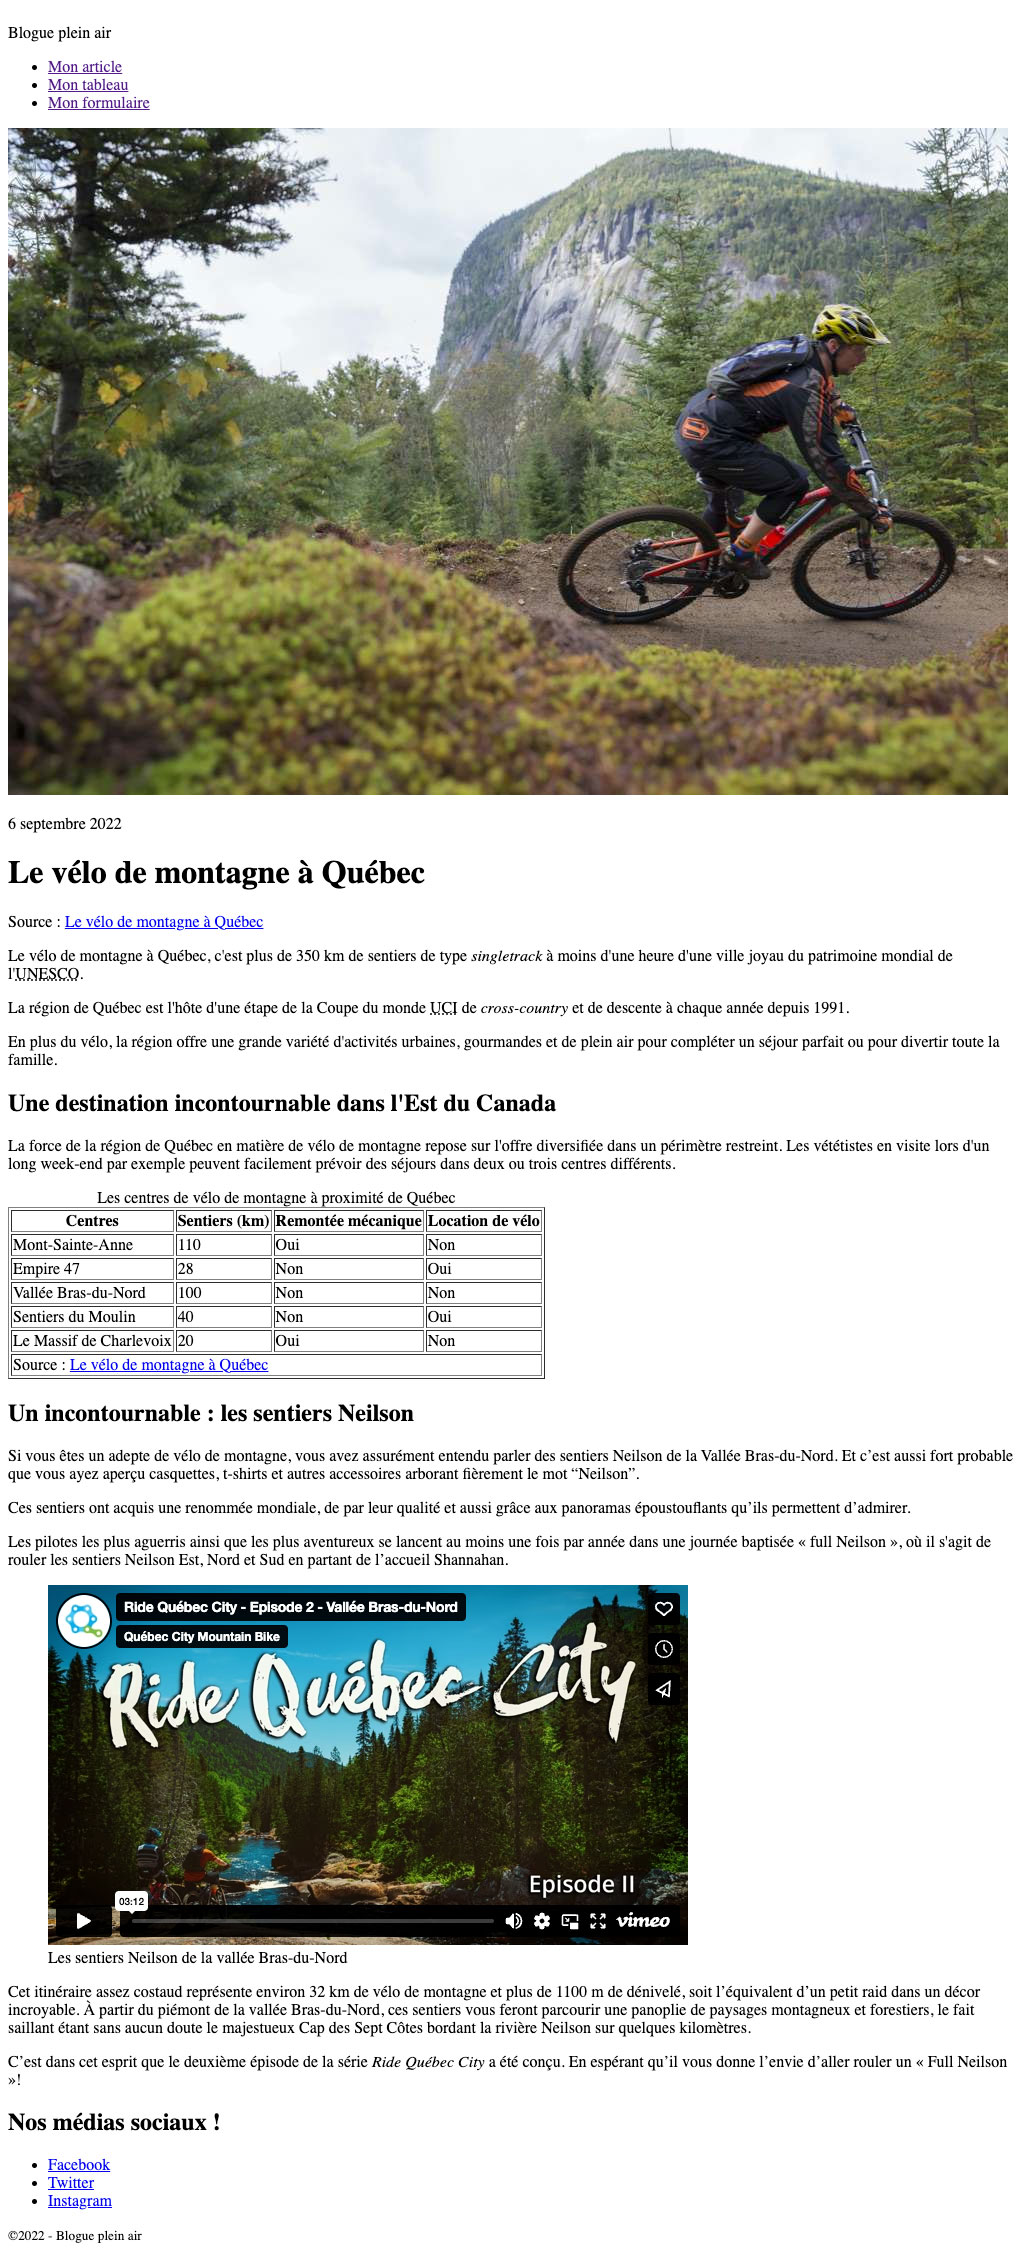 Blogue plein air
Mon article
Mon tableau
Mon formulaire
6 septembre 2022
Le vélo de montagne à Québec
Source : Le vélo de montagne à Québec
Le vélo de montagne à Québec, c'est plus de 350 km de sentiers de type singletrack à moins d'une heure d'une ville joyau du patrimoine mondial de
l'UNESCO.
La région de Québec est l'hôte d'une étape de la Coupe du monde UCI de cross-country et de descente à chaque année depuis 1991.
En plus du vélo, la région offre une grande variété d'activités urbaines, gourmandes et de plein air pour compléter un séjour parfait ou pour divertir toute la
famille.
Une destination incontournable dans l'Est du Canada
La force de la région de Québec en matière de vélo de montagne repose sur l'offre diversifiée dans un périmètre restreint. Les vététistes en visite lors d'un
long week-end par exemple peuvent facilement prévoir des séjours dans deux ou trois centres différents.
Les centres de vélo de montagne à proximité de Québec
Centres Sentiers (km) Remontée mécanique Location de vélo
Mont-Sainte-Anne 110 Oui Non
Empire 47 28 Non Oui
Vallée Bras-du-Nord 100 Non Non
Sentiers du Moulin 40 Non Oui
Le Massif de Charlevoix 20 Oui Non
Source : Le vélo de montagne à Québec
Un incontournable : les sentiers Neilson
Si vous êtes un adepte de vélo de montagne, vous avez assurément entendu parler des sentiers Neilson de la Vallée Bras-du-Nord. Et c’est aussi fort probable
que vous ayez aperçu casquettes, t-shirts et autres accessoires arborant fièrement le mot “Neilson”.
Ces sentiers ont acquis une renommée mondiale, de par leur qualité et aussi grâce aux panoramas époustouflants qu’ils permettent d’admirer.
Les pilotes les plus aguerris ainsi que les plus aventureux se lancent au moins une fois par année dans une journée baptisée « full Neilson », où il s'agit de
rouler les sentiers Neilson Est, Nord et Sud en partant de l’accueil Shannahan.
Ride Québec City - Episode 2 - Vallée Bras-du-Nord
Québec City Mountain Bike
Ride Québec City
Episode II
03:12
vimeo
Les sentiers Neilson de la vallée Bras-du-Nord
Cet itinéraire assez costaud représente environ 32 km de vélo de montagne et plus de 1100 m de dénivelé, soit l’équivalent d’un petit raid dans un décor
incroyable. À partir du piémont de la vallée Bras-du-Nord, ces sentiers vous feront parcourir une panoplie de paysages montagneux et forestiers, le fait
saillant étant sans aucun doute le majestueux Cap des Sept Côtes bordant la rivière Neilson sur quelques kilomètres.
C’est dans cet esprit que le deuxième épisode de la série Ride Québec City a été conçu. En espérant qu’il vous donne l’envie d’aller rouler un « Full Neilson
»!
Nos médias sociaux !
Facebook
Twitter
Instagram
©2022 - Blogue plein air